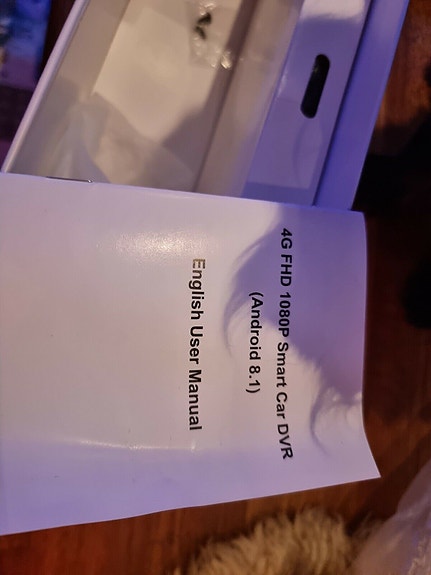 4G FHD 1080P Smart Car DVR
(Android 8.1)
English User Manual